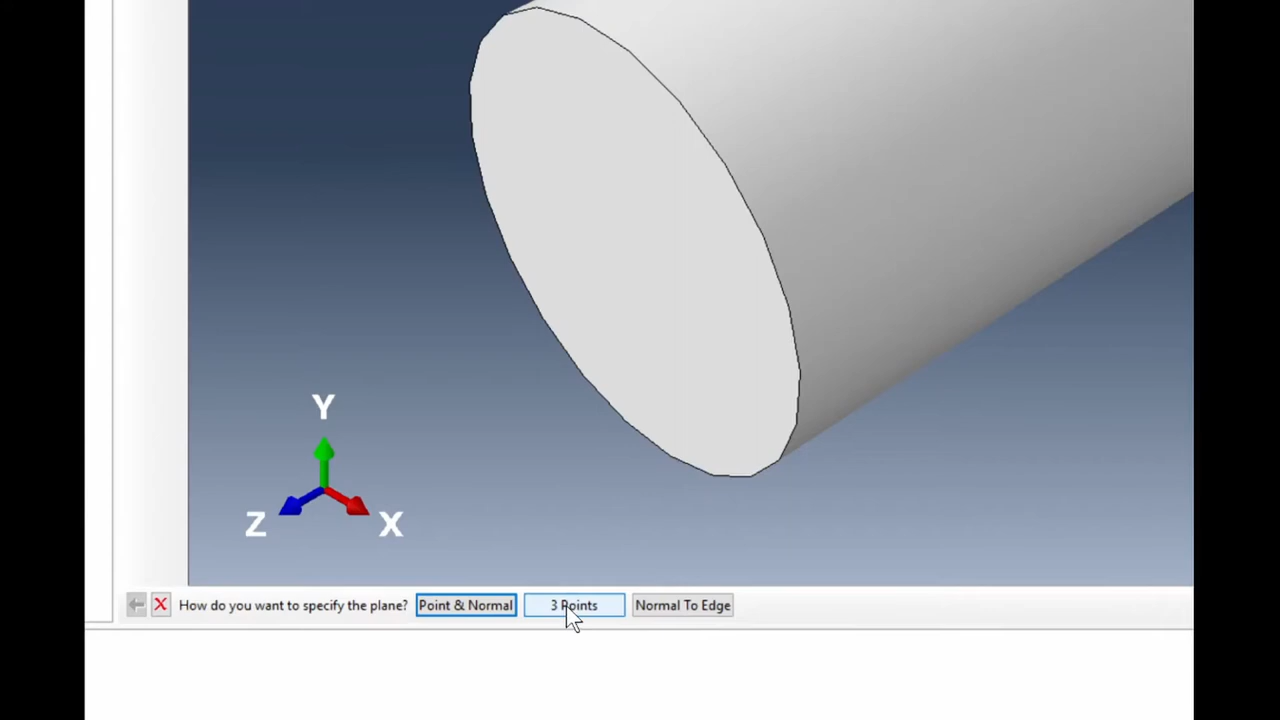 Y
Z X
How do you want to specify the plane? Point & Normal 3 Points Normal To Edge